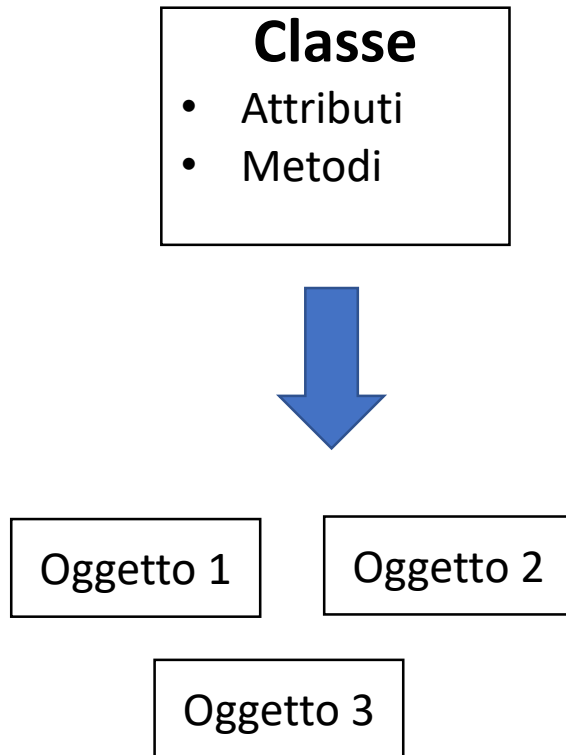 Classe
• Attributi
• Metodi
Oggetto 1
Oggetto 2
Oggetto 3